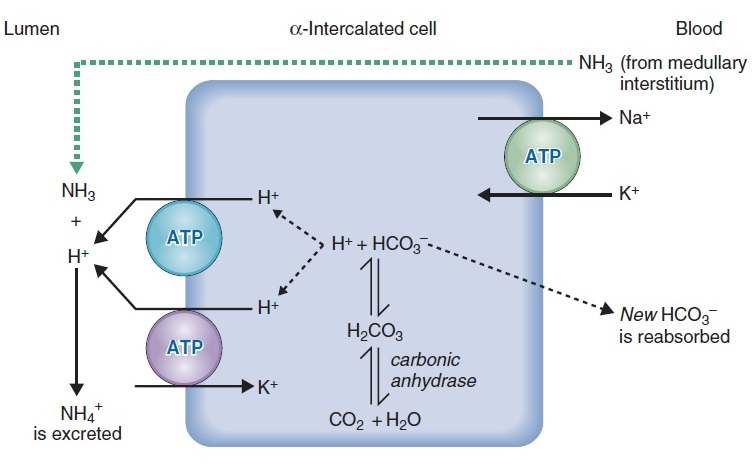 Lumen
α-Intercalated cell
Blood
NH₃ (from medullary
interstitium)
Na⁺
ATP
K⁺
NH₃
+
H⁺
ATP
H⁺
H⁺ + HCO₃⁻
H⁺
ATP
K⁺
New HCO₃⁻
is reabsorbed
H₂CO₃
carbonic
anhydrase
CO₂ + H₂O
NH₄⁺
is excreted